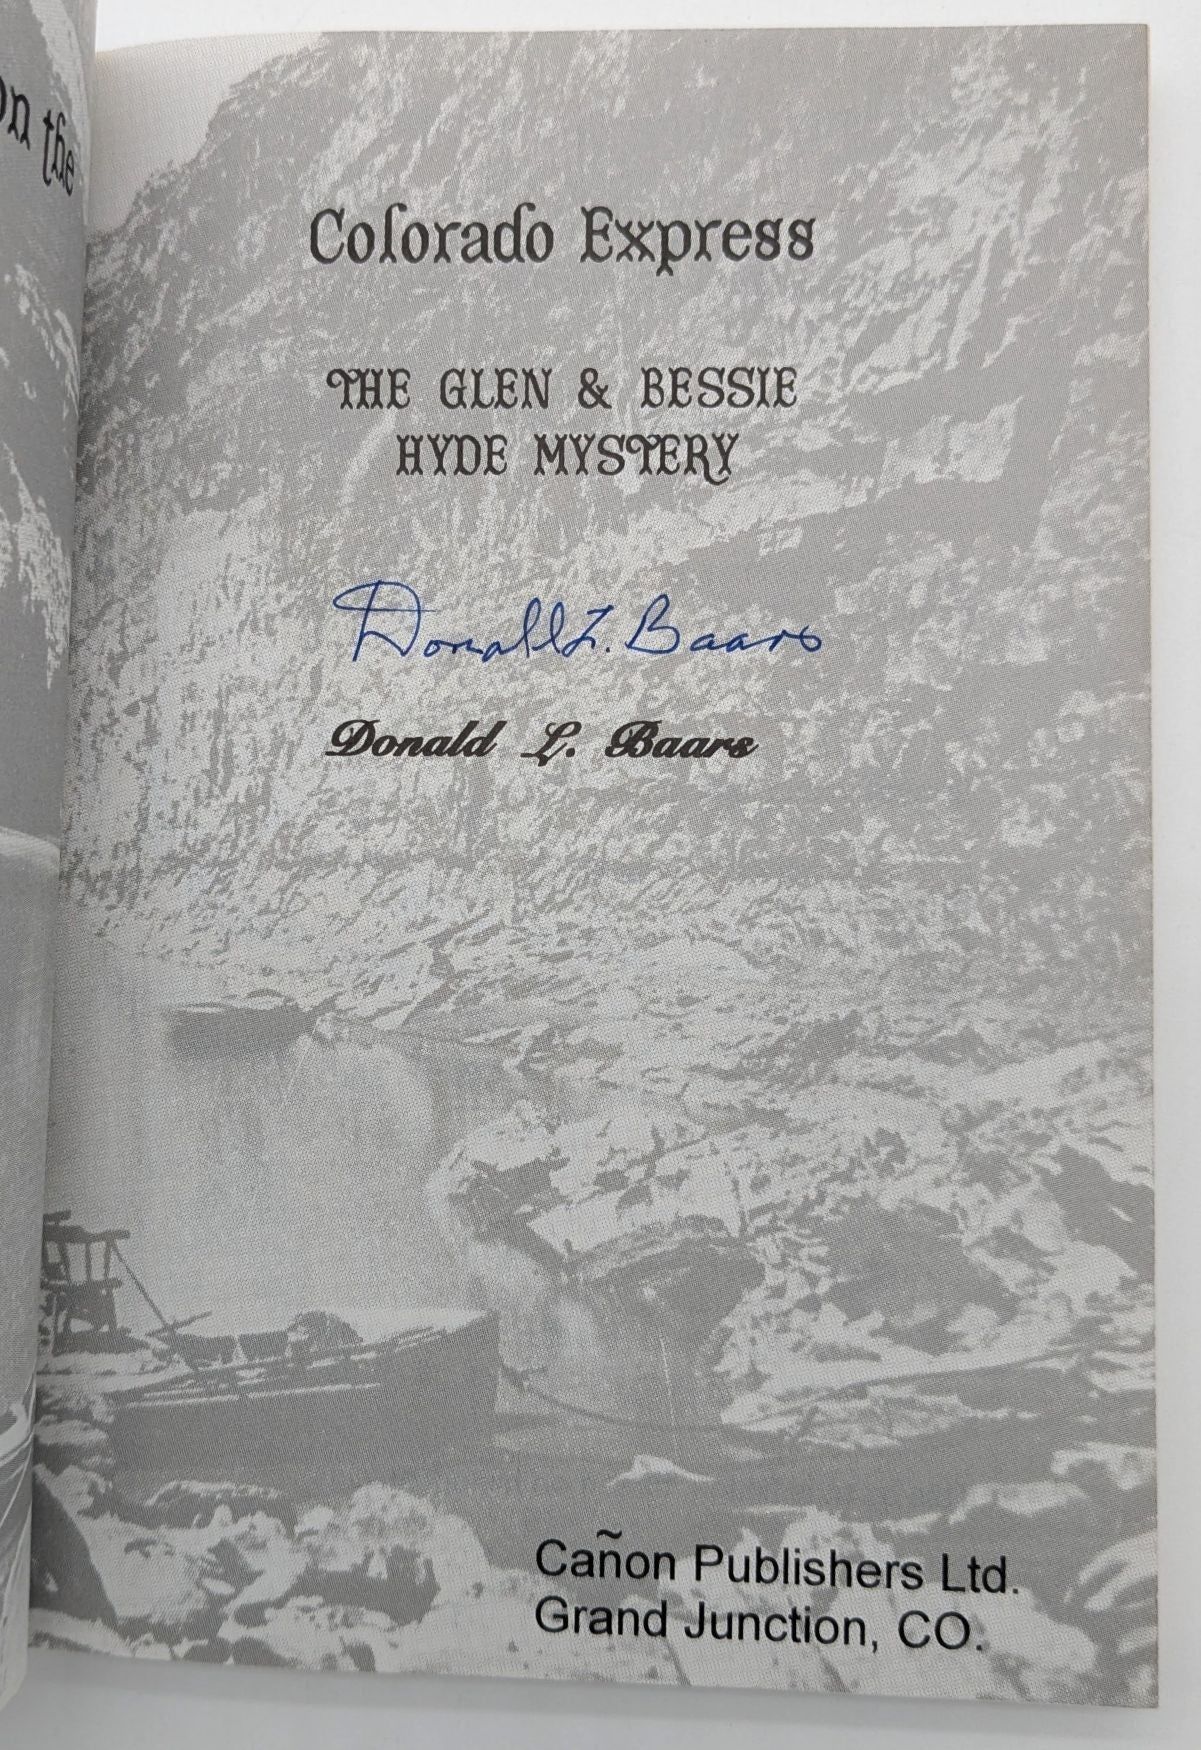 on the
Colorado Express
THE GLEN & BESSIE
HYDE MYSTERY
Donald L. Baars
Donald L. Baars
Cañon Publishers Ltd.
Grand Junction, CO.